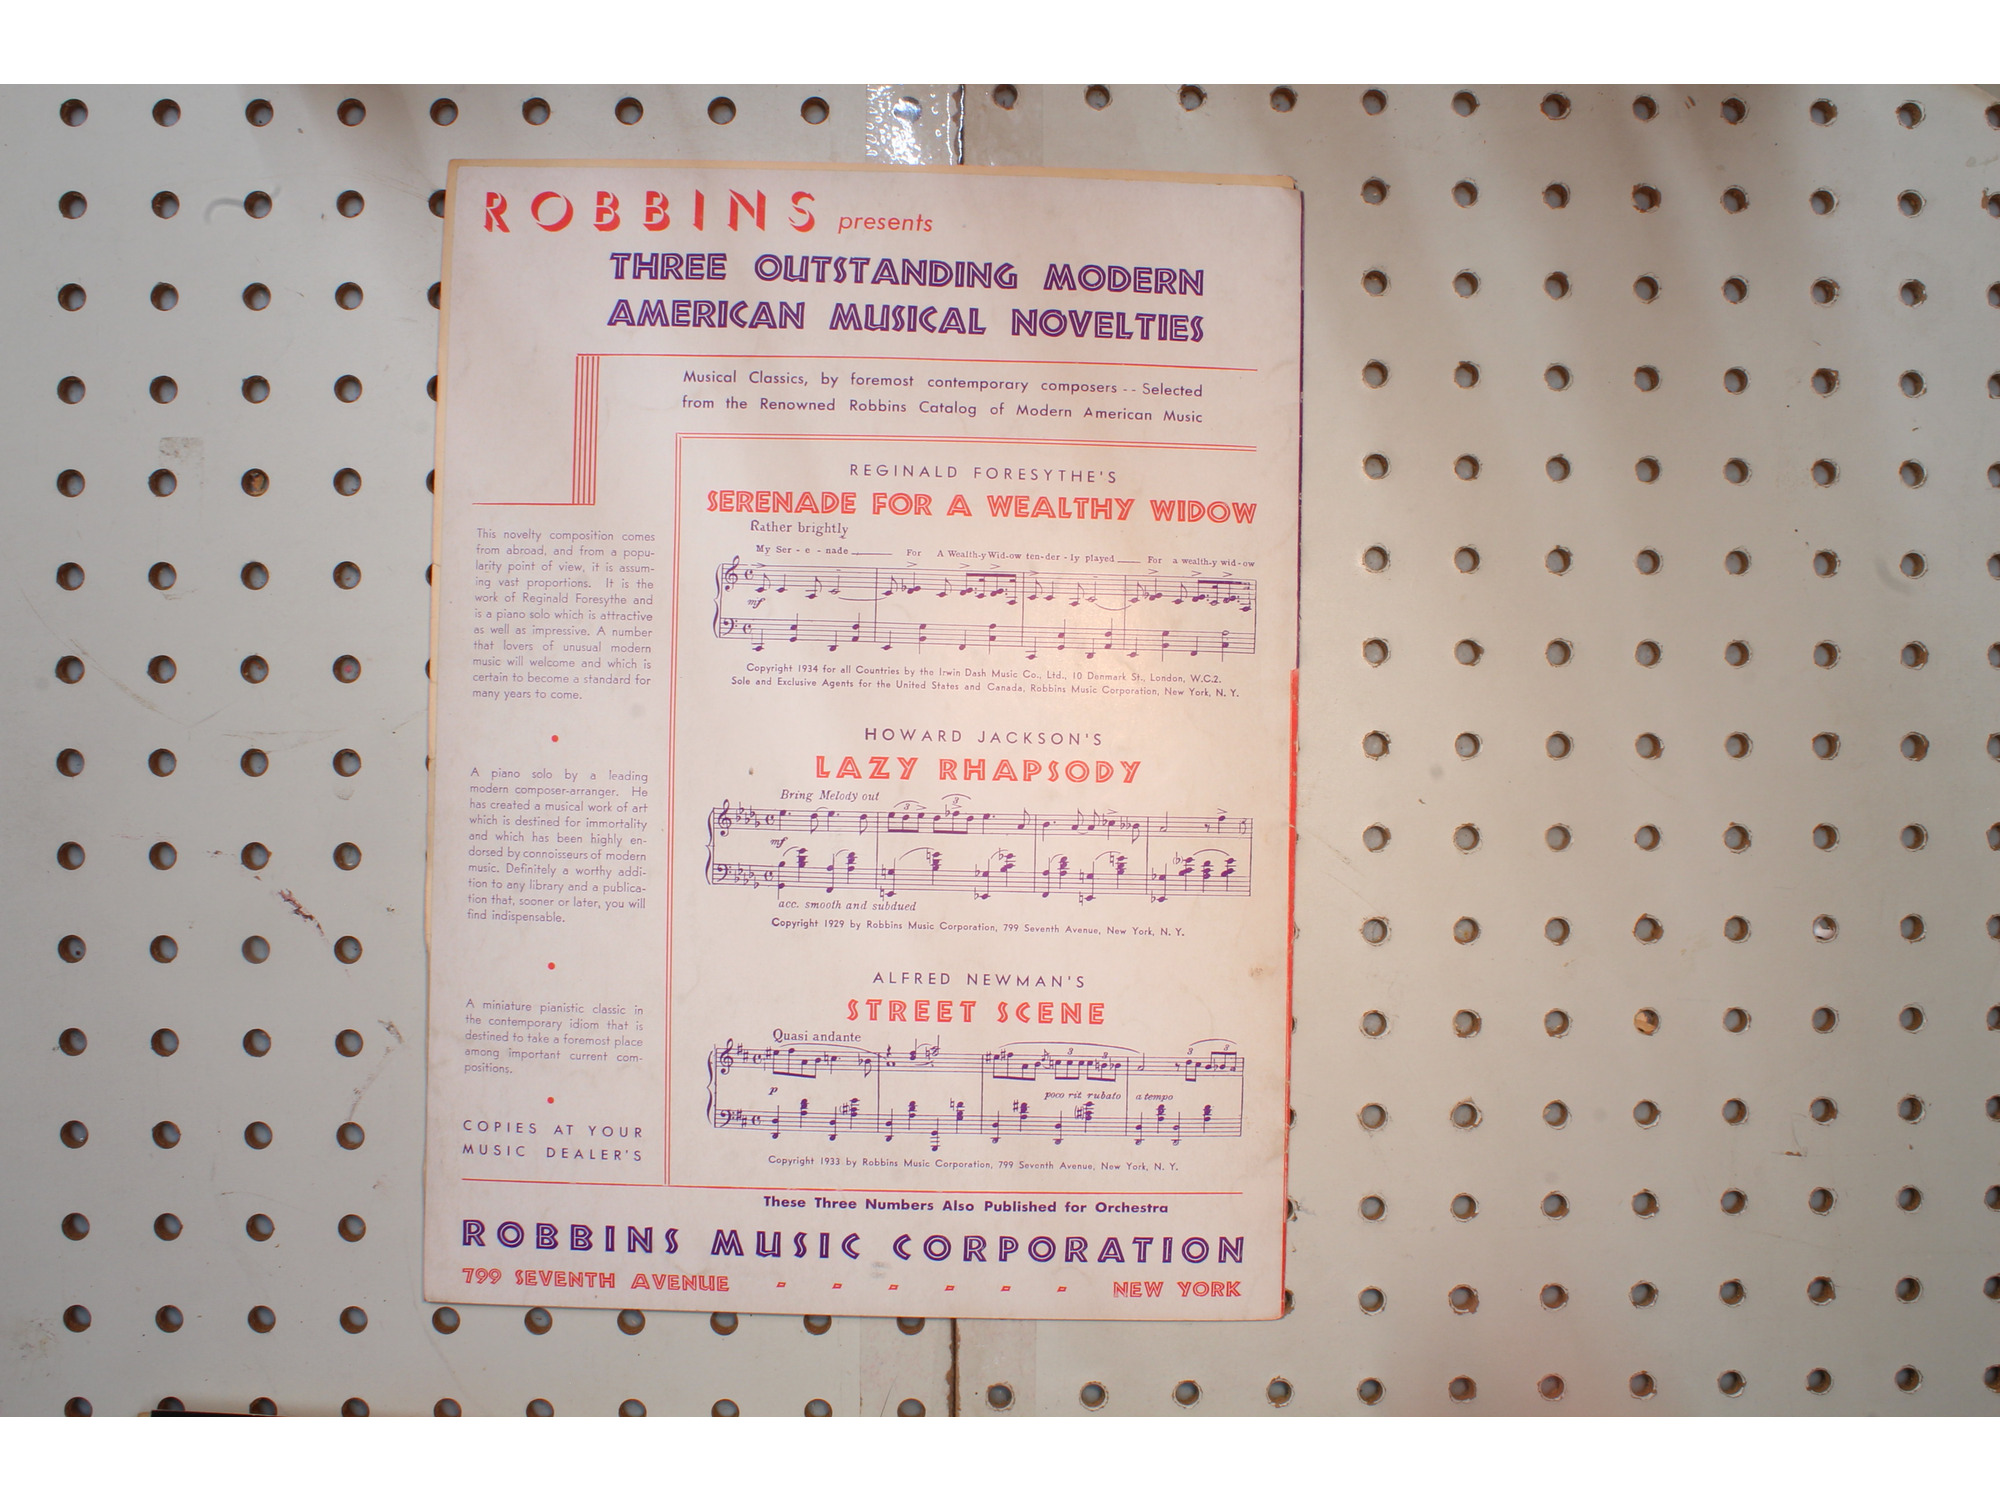 ROBBINS presents
THREE OUTSTANDING MODERN
AMERICAN MUSICAL NOVELTIES
Musical Classics, by foremost contemporary composers -- Selected
from the Renowned Robbins Catalog of Modern American Music
This novelty composition comes
from abroad, and from a popu-
larity point of view, it is assum-
ing vast proportions. It is the
work of Reginald Foresythe and
is a piano solo which is attractive
as well as impressive. A number
that lovers of unusual modern
music will welcome and which is
certain to become a standard for
many years to come.
REGINALD FORESYTHE'S
SERENADE FOR A WEALTHY WIDOW
Rather brightly
My Ser - e - nade For A Wealth-y Wid-ow ten-der - ly played For a wealth-y wid-ow
mf
Copyright 1934 for all Countries by the Irwin Dash Music Co., Ltd., 10 Denmark St., London, W.C.2.
Sole and Exclusive Agents for the United States and Canada, Robbins Music Corporation, New York, N. Y.
A piano solo by a leading
modern composer-arranger. He
has created a musical work of art
which is destined for immortality
and which has been highly en-
dorsed by connoisseurs of modern
music. Definitely a worthy addi-
tion to any library and a publica-
tion that, sooner or later, you will
find indispensable.
HOWARD JACKSON'S
LAZY RHAPSODY
Bring Melody out
3 3
mf
acc. smooth and subdued
Copyright 1929 by Robbins Music Corporation, 799 Seventh Avenue, New York, N. Y.
A miniature pianistic classic in
the contemporary idiom that is
destined to take a foremost place
among important current com-
positions.
COPIES AT YOUR
MUSIC DEALER'S
ALFRED NEWMAN'S
STREET SCENE
Quasi andante
3 3 3 3
p poco rit rubato a tempo
Copyright 1933 by Robbins Music Corporation, 799 Seventh Avenue, New York, N. Y.
These Three Numbers Also Published for Orchestra
ROBBINS MUSIC CORPORATION
799 SEVENTH AVENUE - - - - - - NEW YORK